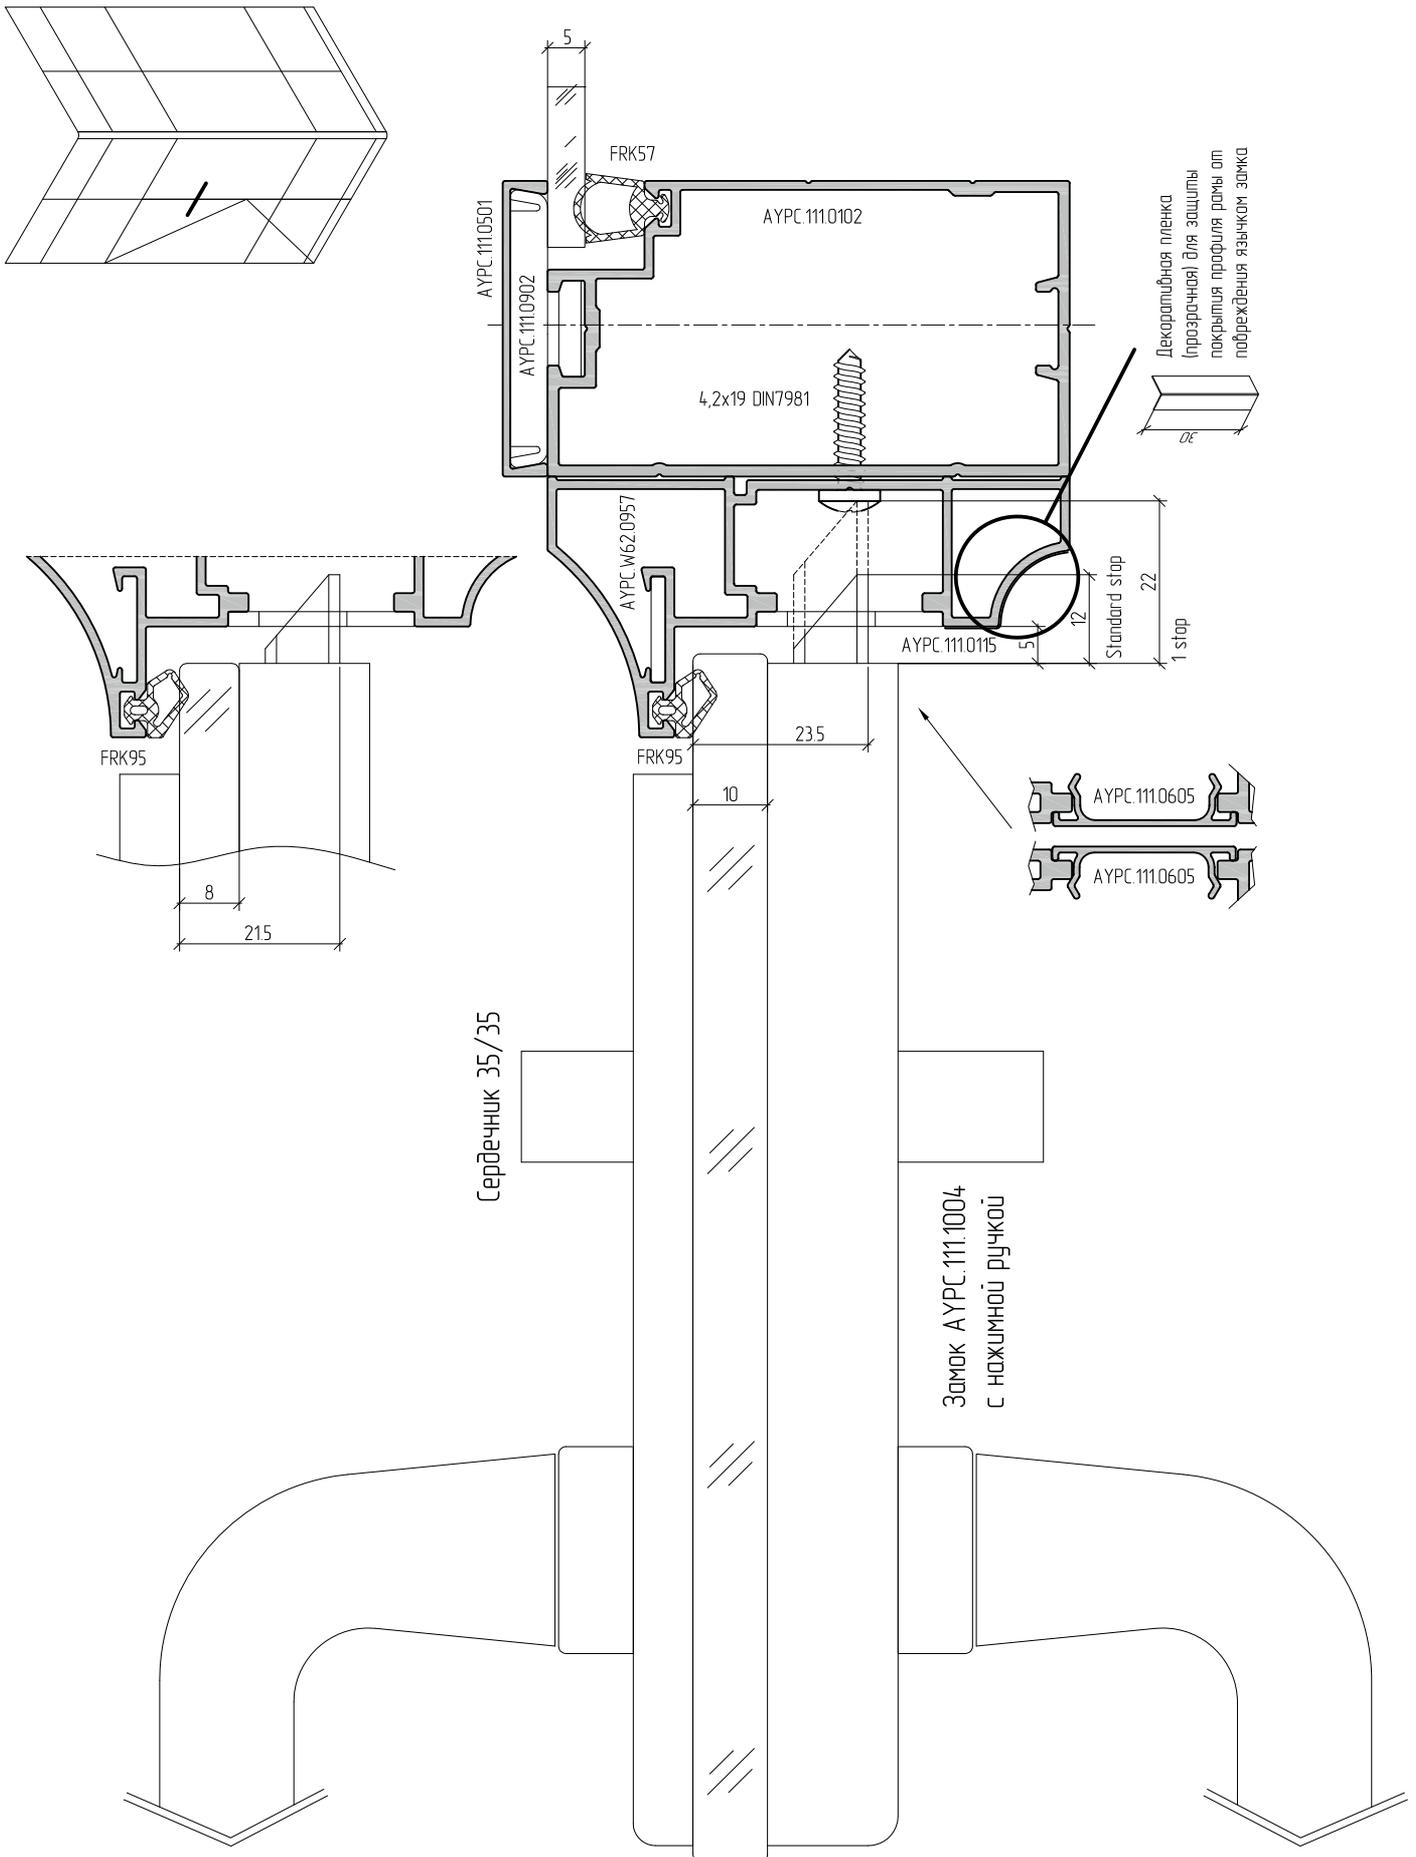 5
FRK57
AYPC.111.0501
AYPC.111.0902
AYPC.111.0102
4,2x19 DIN7981
Декоративная пленка
(прозрачная) для защиты
покрытия профиля рамы от
повреждения язычком замка
30
AYPC.W62.0957
AYPC.111.0115
5
12
Standard stop
22
1 stop
FRK95
FRK95
23.5
10
8
21.5
AYPC.111.0605
AYPC.111.0605
Сердечник 35/35
Замок AYPC.111.1004
с нажимной ручкой